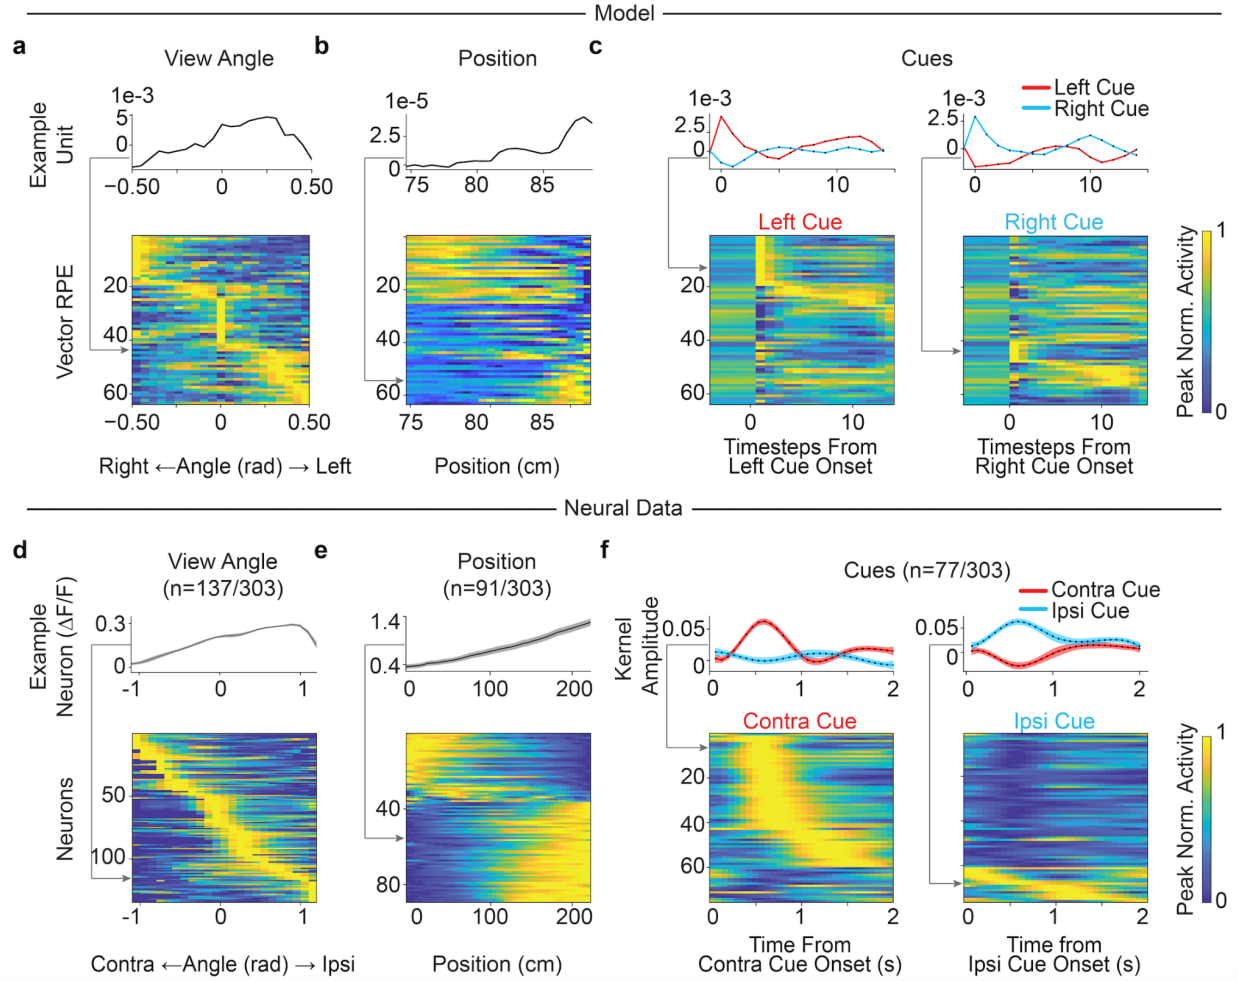 Model
a
View Angle
b
Position
c
Cues
Left Cue
Right Cue
Example
Unit
1e-3
5
0
−0.50
0
0.50
1e-5
2.5
0
75
80
85
1e-3
2.5
0
0
10
1e-3
2.5
0
0
10
Vector RPE
20
40
60
−0.50
0
0.50
Right ←Angle (rad) → Left
20
40
60
75
80
85
Position (cm)
Left Cue
20
40
60
0
10
Timesteps From
Left Cue Onset
Right Cue
0
10
Timesteps From
Right Cue Onset
Peak Norm. Activity
1
0
Neural Data
d
View Angle
(n=137/303)
e
Position
(n=91/303)
f
Cues (n=77/303)
Contra Cue
Ipsi Cue
Example
Neuron (ΔF/F)
0.3
0
-1
0
1
1.4
0.4
0
100
200
Kernel
Amplitude
0.05
0
0
1
2
0.05
0
0
1
2
Neurons
50
100
-1
0
1
Contra ←Angle (rad) → Ipsi
40
80
0
100
200
Position (cm)
Contra Cue
20
40
60
0
1
2
Time From
Contra Cue Onset (s)
Ipsi Cue
0
1
2
Time from
Ipsi Cue Onset (s)
Peak Norm. Activity
1
0